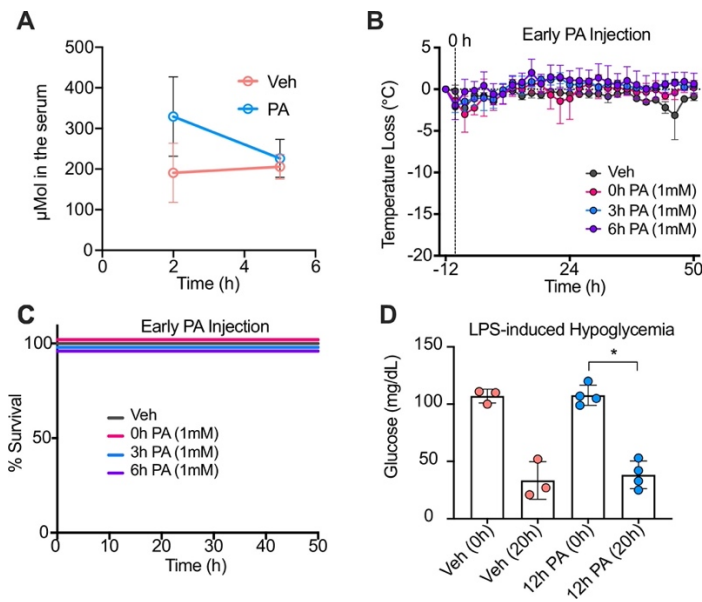 A
µMol in the serum
500
400
300
200
100
0
0
2
4
6
Time (h)
Veh
PA
B
0 h
Early PA Injection
Temperature Loss (°C)
5
0
-5
-10
-15
-20
-12
24
50
Time (h)
Veh
0h PA (1mM)
3h PA (1mM)
6h PA (1mM)
C
Early PA Injection
% Survival
100
50
0
0
10
20
30
40
50
Time (h)
Veh
0h PA (1mM)
3h PA (1mM)
6h PA (1mM)
D
LPS-induced Hypoglycemia
Glucose (mg/dL)
150
100
50
0
*
Veh (0h)
Veh (20h)
12h PA (0h)
12h PA (20h)